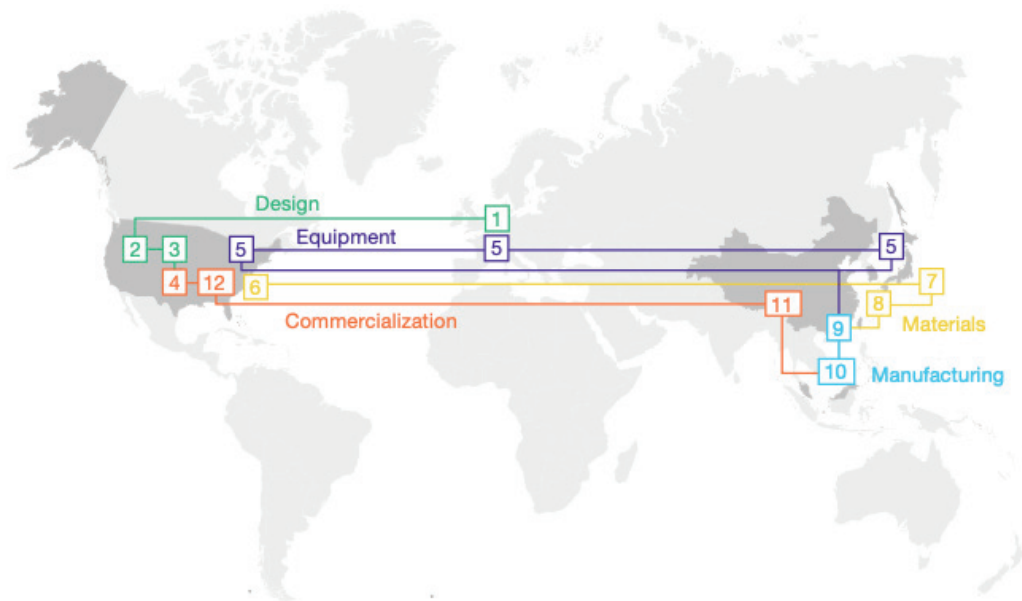 Design
1
2
3
5
Equipment
5
5
4
12
6
7
Commercialization
11
8
9
Materials
10
Manufacturing